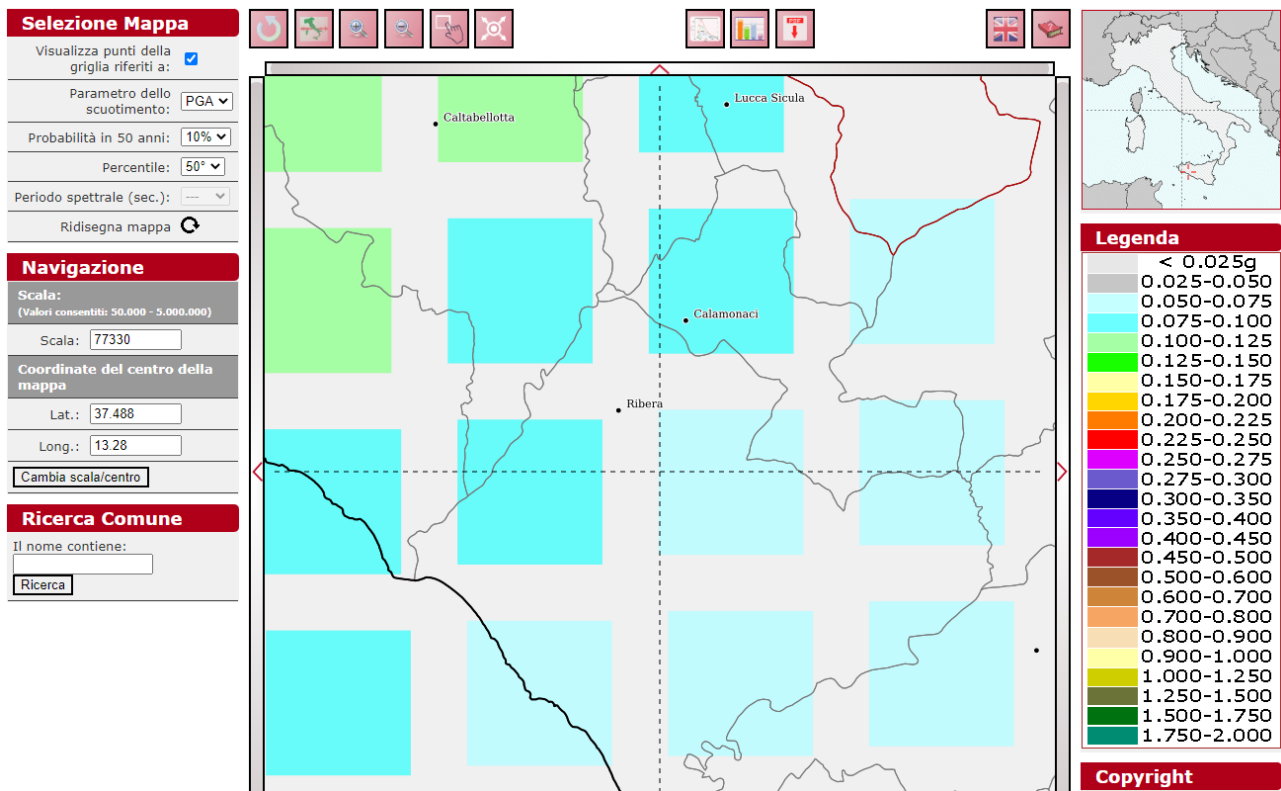 Selezione Mappa
Visualizza punti della
griglia riferiti a:
Parametro dello
scuotimento:
PGA
Probabilità in 50 anni:
10%
Percentile:
50°
Periodo spettrale (sec.):
---
Ridisegna mappa
Navigazione
Scala:
(Valori consentiti: 50.000 - 5.000.000)
Scala:
77330
Coordinate del centro della
mappa
Lat.:
37.488
Long.:
13.28
Cambia scala/centro
Ricerca Comune
Il nome contiene:
Ricerca
PDF
Caltabellotta
Lucca Sicula
Calamonaci
Ribera
Legenda
< 0.025g
0.025-0.050
0.050-0.075
0.075-0.100
0.100-0.125
0.125-0.150
0.150-0.175
0.175-0.200
0.200-0.225
0.225-0.250
0.250-0.275
0.275-0.300
0.300-0.350
0.350-0.400
0.400-0.450
0.450-0.500
0.500-0.600
0.600-0.700
0.700-0.800
0.800-0.900
0.900-1.000
1.000-1.250
1.250-1.500
1.500-1.750
1.750-2.000
Copyright